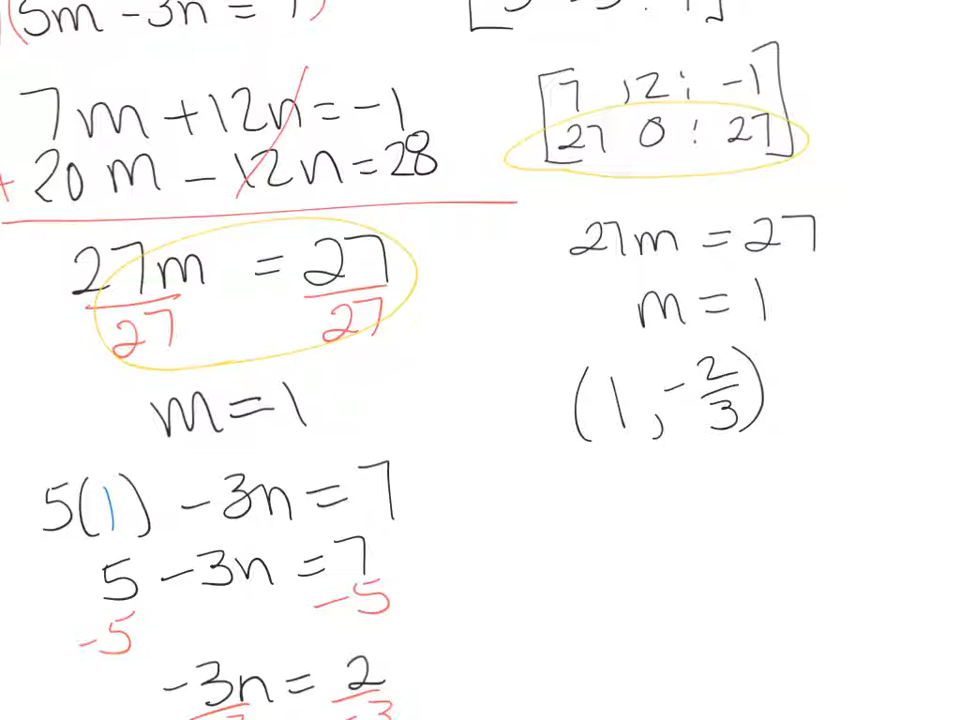 (5m - 3n = 7)
7m + 12n = -1
+ 20m - 12n = 28
27m = 27
27 27
m = 1
5(1) - 3n = 7
5 - 3n = 7
-5 -5
-3n = 2
-3
[7 12 : -1
27 0 : 27]
27m = 27
m = 1
(1, -2/3)